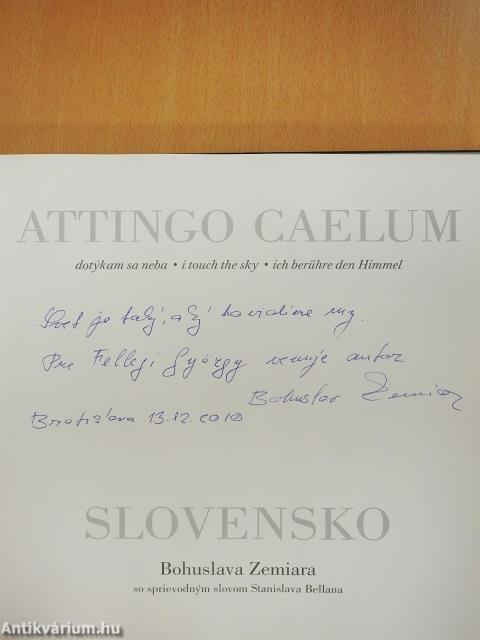 ATTINGO CAELUM
dotýkam sa neba • i touch the sky • ich berühre den Himmel
Svet je taký, aký ho vidíme my.
Pre Fellegi György venuje autor
Bohuslav Zemiar
Bratislava 13.12.2010
SLOVENSKO
Bohuslava Zemiara
so sprievodným slovom Stanislava Bellana
Antikvárium.hu